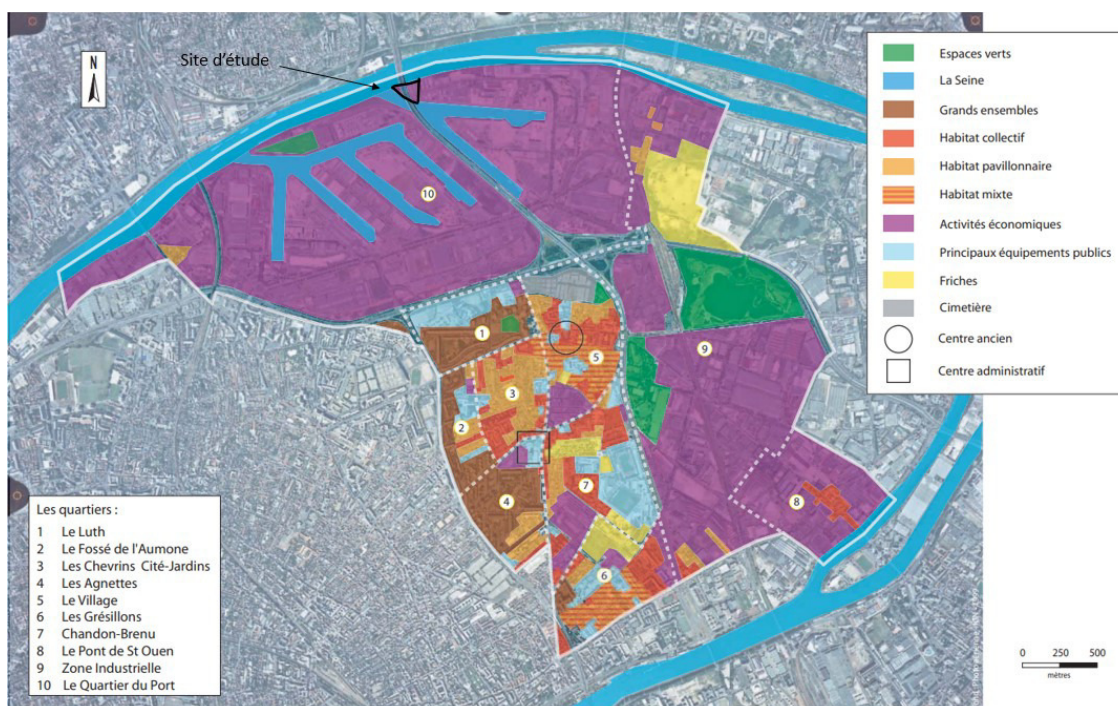 Site d'étude
N
Espaces verts
La Seine
Grands ensembles
Habitat collectif
Habitat pavillonnaire
Habitat mixte
Activités économiques
Principaux équipements publics
Friches
Cimetière
Centre ancien
Centre administratif
10
1
5
9
3
2
4
7
8
6
Les quartiers :
1 Le Luth
2 Le Fossé de l'Aumone
3 Les Chevrins Cité-Jardins
4 Les Agnettes
5 Le Village
6 Les Grésillons
7 Chandon-Brenu
8 Le Pont de St Ouen
9 Zone Industrielle
10 Le Quartier du Port
0 250 500
mètres